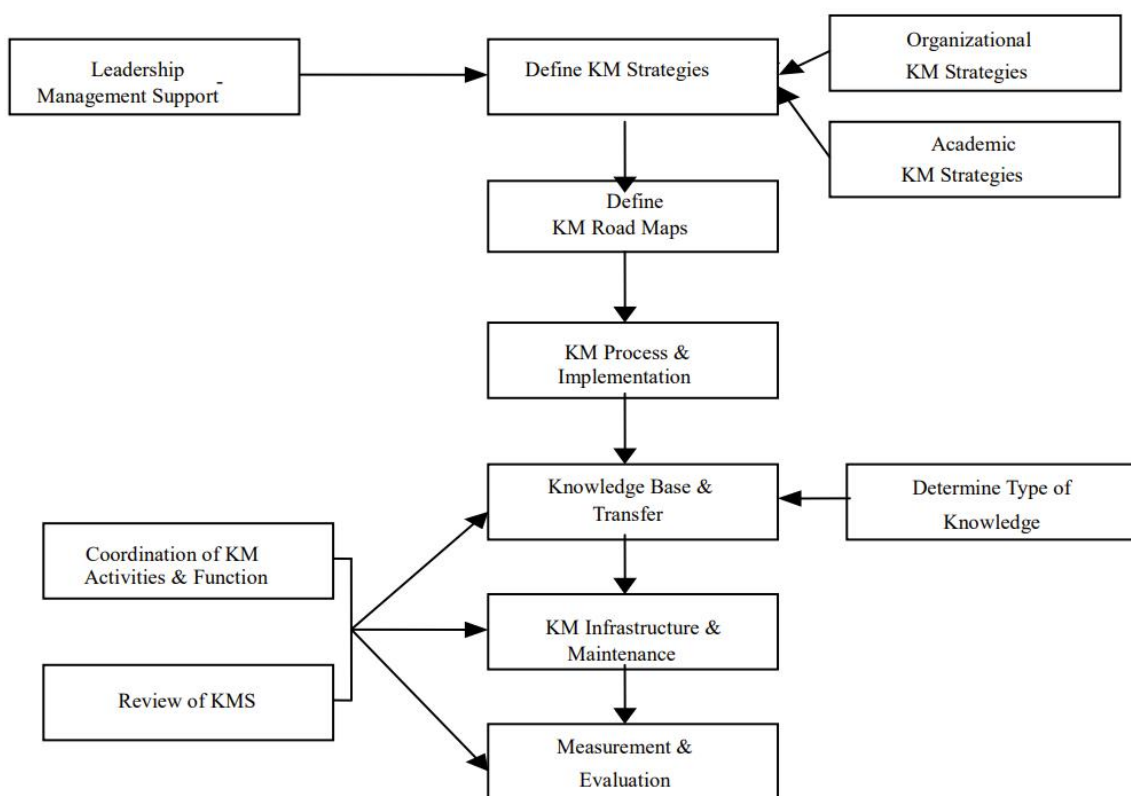 Leadership
Management Support-
Define KM Strategies
Organizational
KM Strategies
Academic
KM Strategies
Define
KM Road Maps
KM Process &
Implementation
Knowledge Base &
Transfer
Determine Type of
Knowledge
Coordination of KM
Activities & Function
KM Infrastructure &
Maintenance
Review of KMS
Measurement &
Evaluation